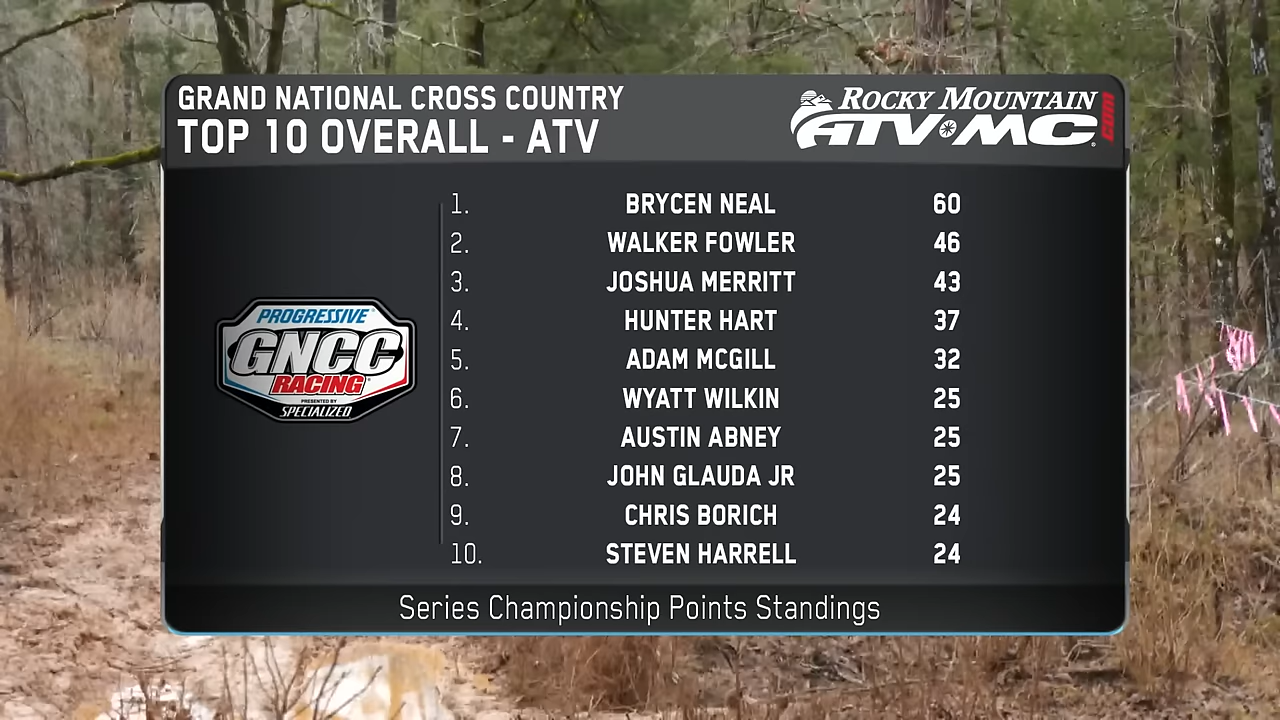 GRAND NATIONAL CROSS COUNTRY
TOP 10 OVERALL - ATV
ROCKY MOUNTAIN
ATV MC .COM
1. BRYCEN NEAL 60
2. WALKER FOWLER 46
3. JOSHUA MERRITT 43
4. HUNTER HART 37
5. ADAM MCGILL 32
6. WYATT WILKIN 25
7. AUSTIN ABNEY 25
8. JOHN GLAUDA JR 25
9. CHRIS BORICH 24
10. STEVEN HARRELL 24
PROGRESSIVE
GNCC
RACING
PRESENTED BY
SPECIALIZED
Series Championship Points Standings